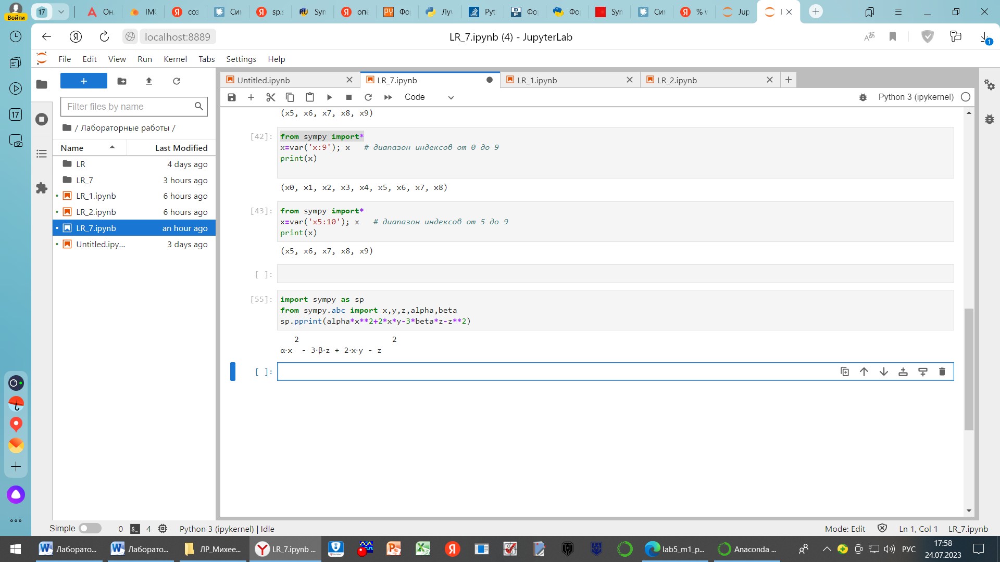 Войти
17
Он.
IMC
соз
Си
sp.s
Syn
опе
Фо
Лу
Pyt
Фо
Фо
Syn
Си
% v
Jup
localhost:8889
LR_7.ipynb (4) - JupyterLab
1
File Edit View Run Kernel Tabs Settings Help
17
Filter files by name
/ Лабораторные работы /
Name Last Modified
LR 4 days ago
LR_7 3 hours ago
LR_1.ipynb 6 hours ago
LR_2.ipynb 6 hours ago
LR_7.ipynb an hour ago
Untitled.ipy... 3 days ago
Untitled.ipynb
LR_7.ipynb
LR_1.ipynb
LR_2.ipynb
Code
Python 3 (ipykernel)
(x5, x6, x7, x8, x9)
[42]:
from sympy import*
x=var('x:9'); x # диапазон индексов от 0 до 9
print(x)
(x0, x1, x2, x3, x4, x5, x6, x7, x8)
[43]:
from sympy import*
x=var('x5:10'); x # диапазон индексов от 5 до 9
print(x)
(x5, x6, x7, x8, x9)
[ ]:
[55]:
import sympy as sp
from sympy.abc import x,y,z,alpha,beta
sp.pprint(alpha*x**2+2*x*y-3*beta*z-z**2)
2 2
α⋅x - 3⋅β⋅z + 2⋅x⋅y - z
[ ]:
Simple 0 4 Python 3 (ipykernel) | Idle
Mode: Edit Ln 1, Col 1 LR_7.ipynb
Лаборато...
Лаборато...
ЛР_Михее...
LR_7.ipynb ...
lab5_m1_p...
Anaconda ...
РУС
17:58
24.07.2023